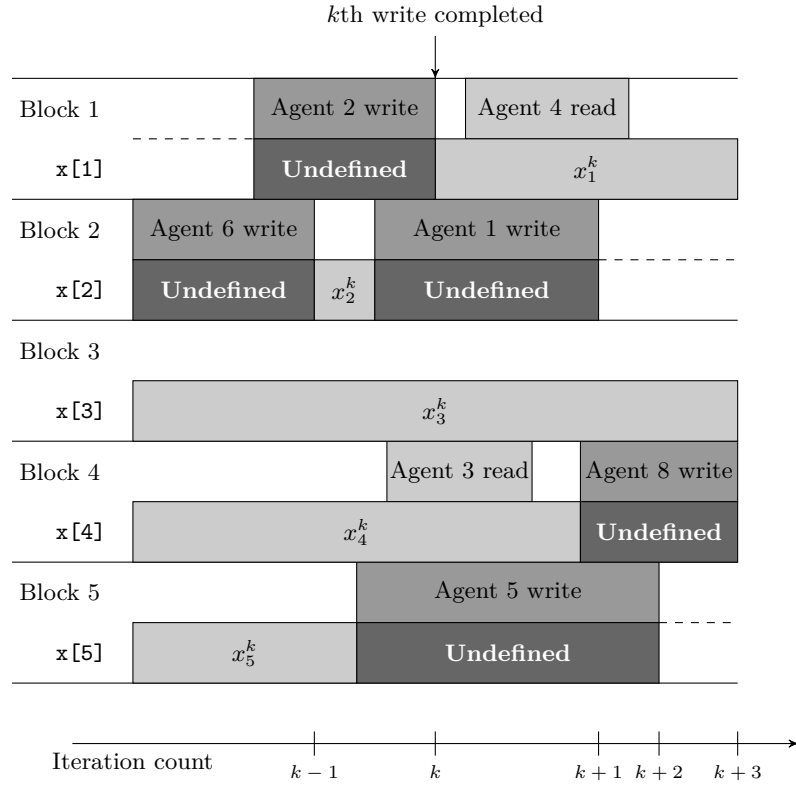 kth write completed
Block 1 Agent 2 write Agent 4 read
x[1] Undefined $x_1^k$
Block 2 Agent 6 write Agent 1 write
x[2] Undefined $x_2^k$ Undefined
Block 3
x[3] $x_3^k$
Block 4 Agent 3 read Agent 8 write
x[4] $x_4^k$ Undefined
Block 5 Agent 5 write
x[5] $x_5^k$ Undefined
Iteration count k − 1 k k + 1 k + 2 k + 3